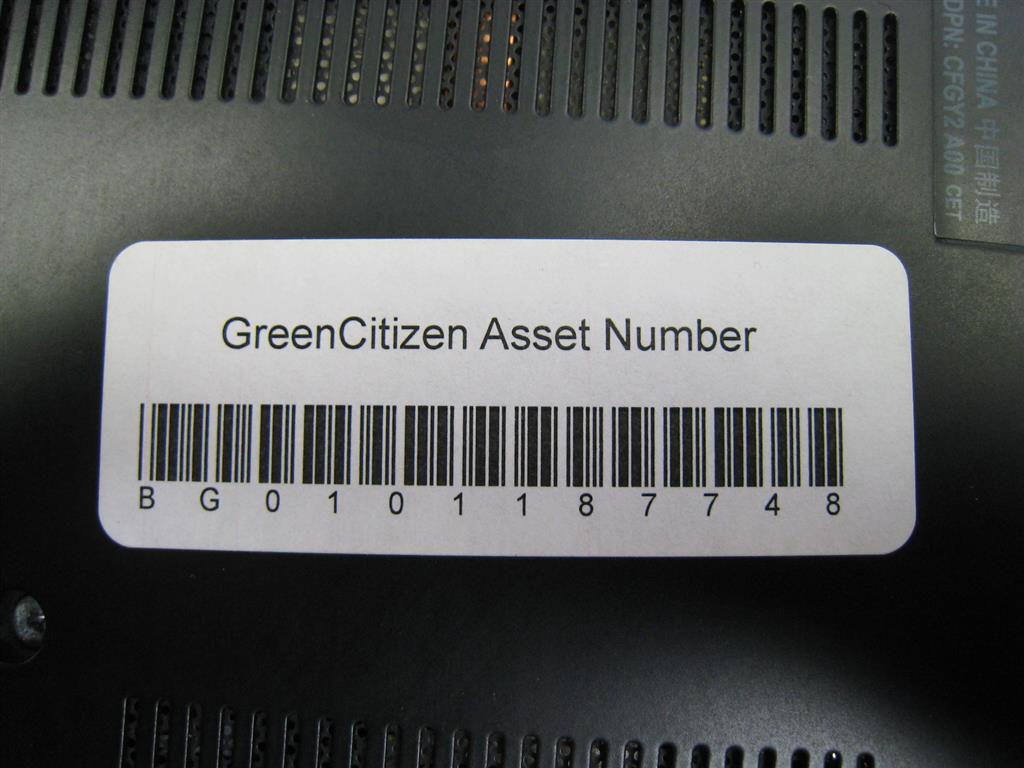 GreenCitizen Asset Number
BG0101187748
IN CHINA 中国制造
DPN: CFGY2 A00 CET